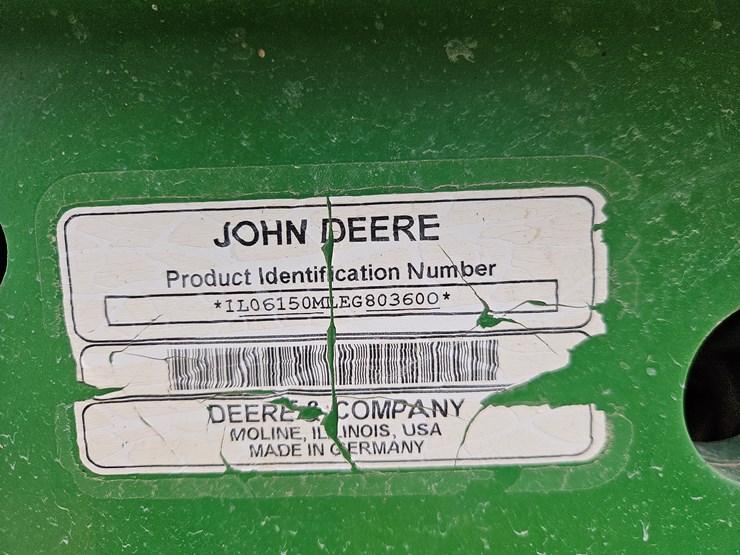 JOHN DEERE
Product Identification Number
*1L06150MLEG803600*
DEERE & COMPANY
MOLINE, ILLINOIS, USA
MADE IN GERMANY